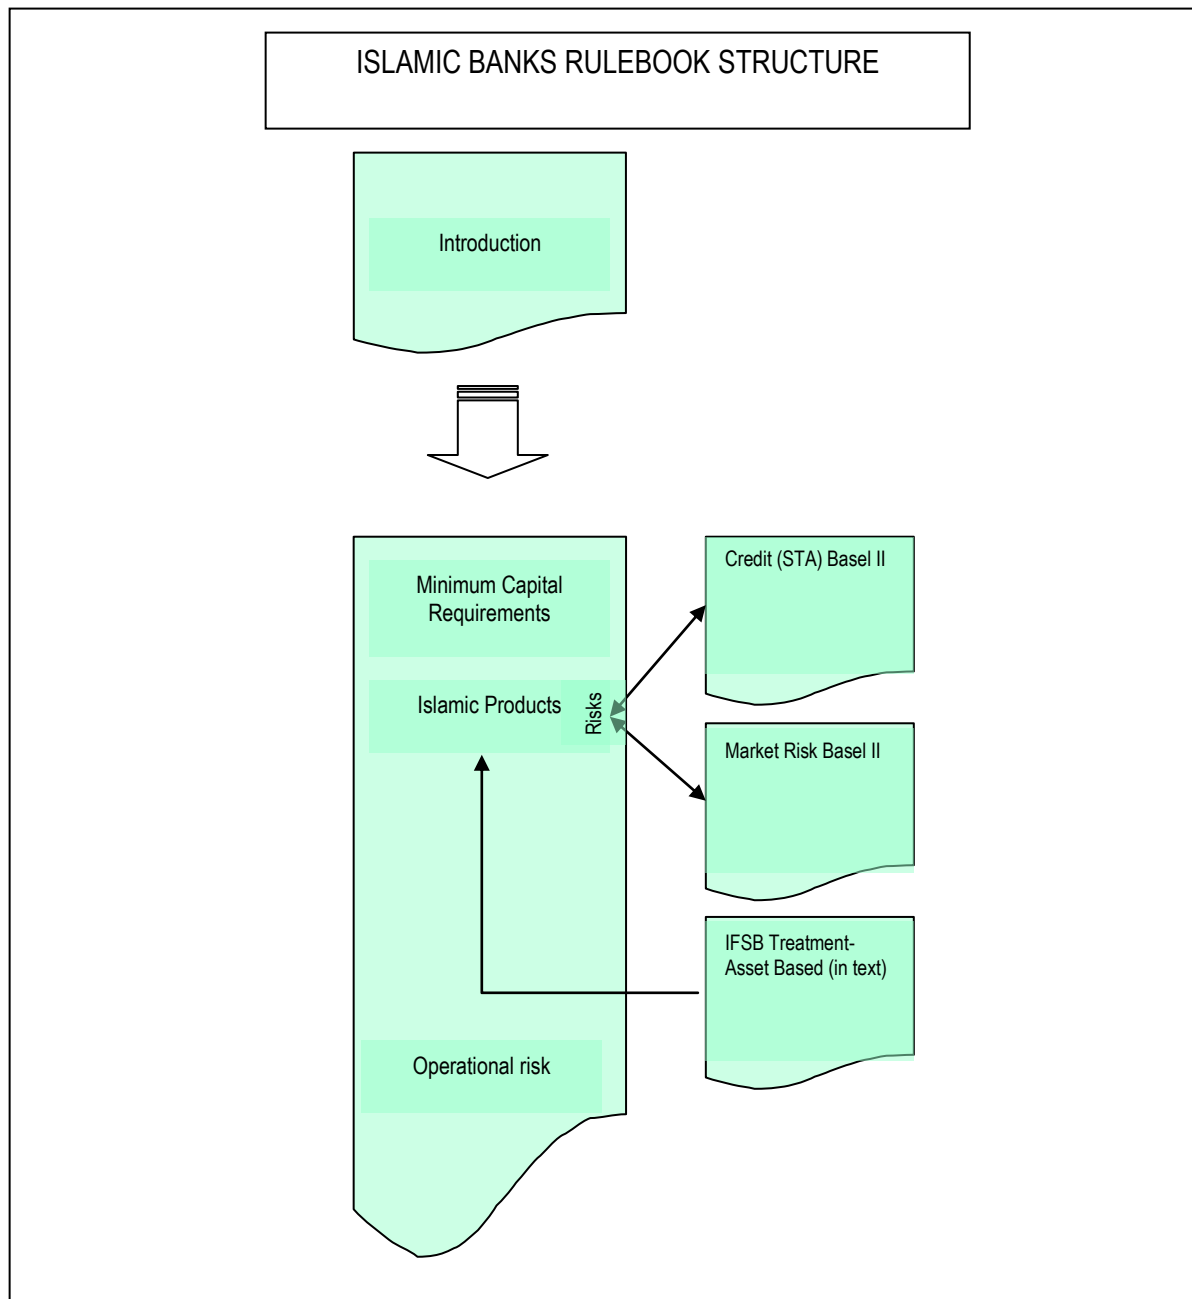 ISLAMIC BANKS RULEBOOK STRUCTURE
Introduction
Minimum Capital
Requirements
Islamic Products
Risks
Operational risk
Credit (STA) Basel II
Market Risk Basel II
IFSB Treatment-
Asset Based (in text)